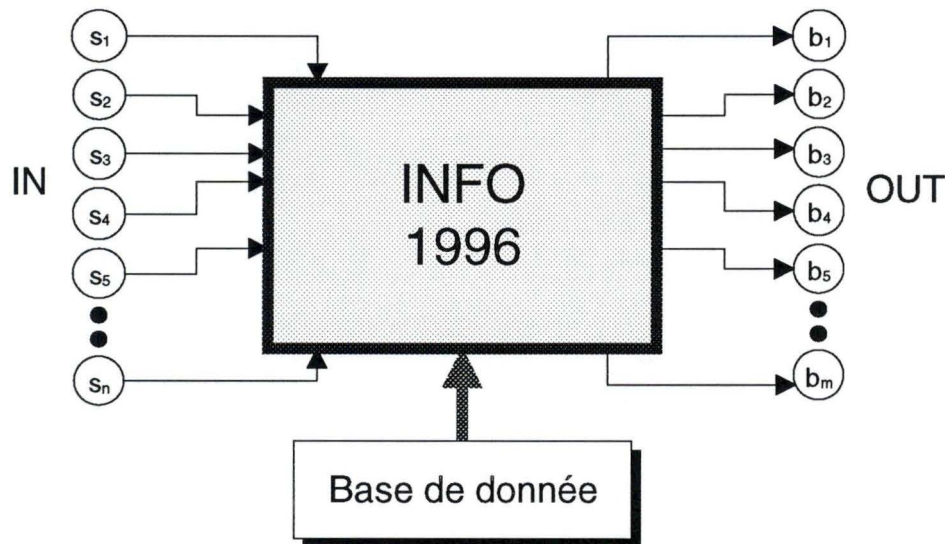 s₁
s₂
s₃
IN
s₄
s₅
sₙ
INFO
1996
b₁
b₂
b₃
OUT
b₄
b₅
bₘ
Base de donnée